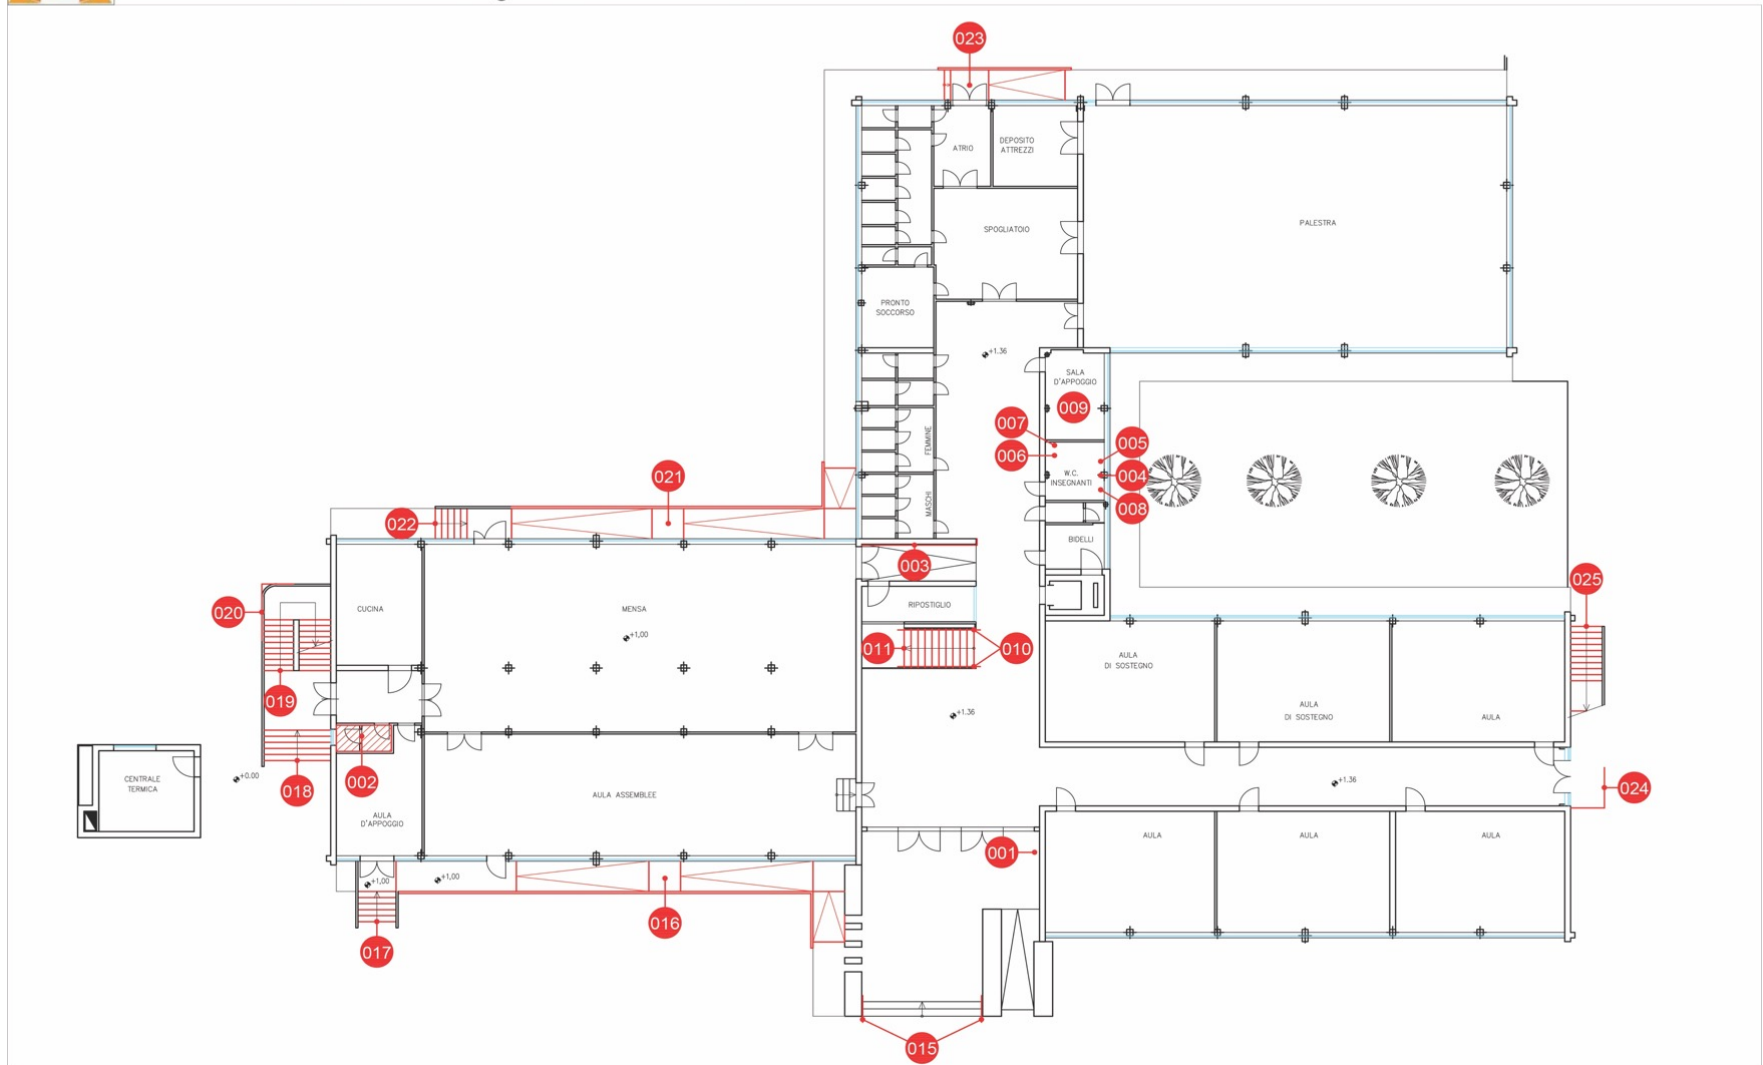 023
ATRIO
DEPOSITO
ATTREZZI
SPOGLIATOIO
PALESTRA
PRONTO
SOCCORSO
+1.36
SALA
D'APPOGGIO
009
007
006
005
004
008
W.C.
INSEGNANTI
FEMMINE
MASCHI
BIDELLI
021
022
003
RIPOSTIGLIO
011
010
020
CUCINA
MENSA
+1,00
019
018
002
025
AULA
DI SOSTEGNO
AULA
DI SOSTEGNO
AULA
+1.36
+1.36
024
CENTRALE
TERMICA
+0.00
AULA
D'APPOGGIO
AULA ASSEMBLEE
001
AULA
AULA
AULA
+1,00
+1,00
016
017
015